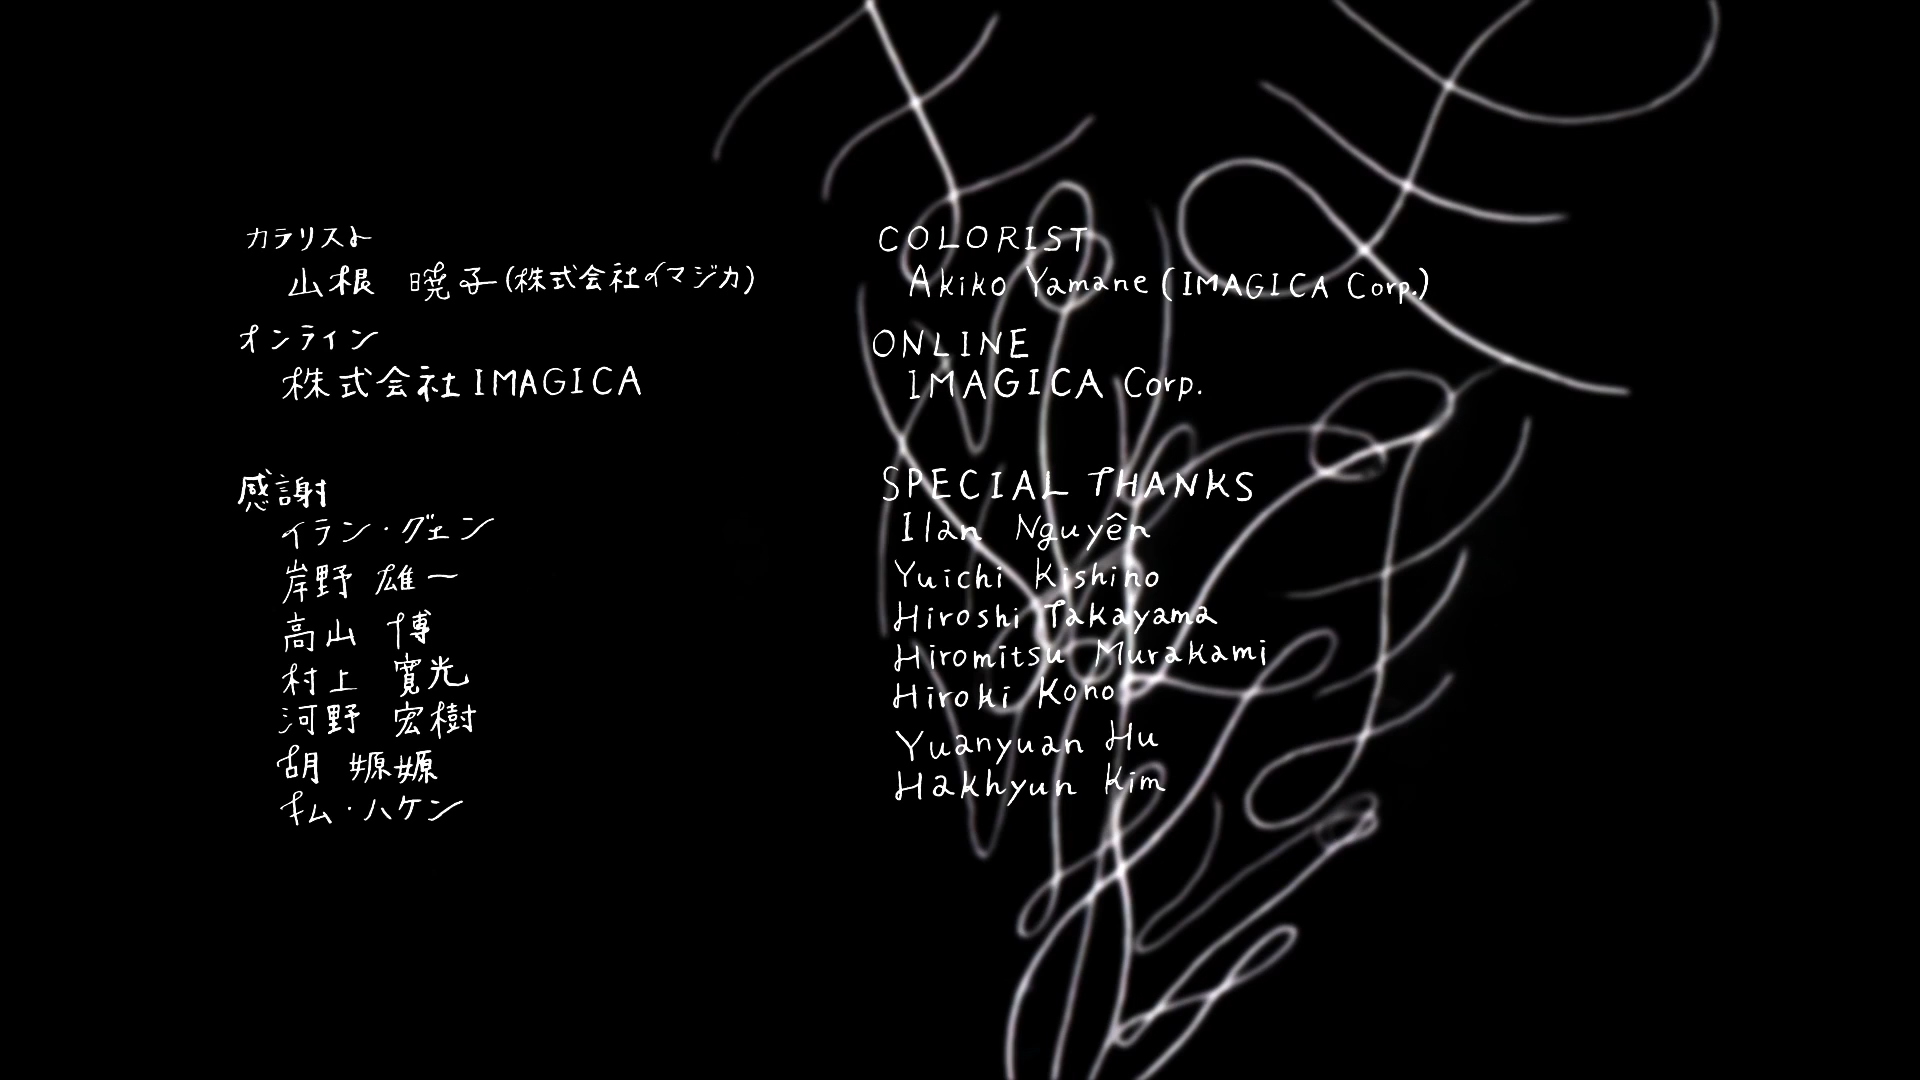 カラリスト
山根 暁子(株式会社イマジカ)
オンライン
株式会社IMAGICA
感謝
イラン・グェン
岸野 雄一
高山 博
村上 寛光
河野 宏樹
胡 嫄嫄
キム・ハケン
COLORIST
Akiko Yamane (IMAGICA Corp.)
ONLINE
IMAGICA Corp.
SPECIAL THANKS
Ilan Nguyên
Yuichi Kishino
Hiroshi Takayama
Hiromitsu Murakami
Hiroki Kono
Yuanyuan Hu
Hakhyun Kim